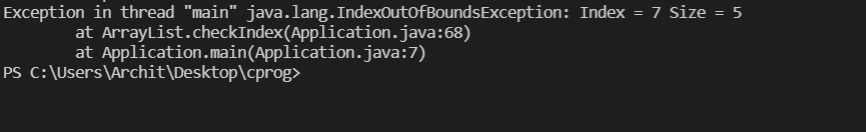 Exception in thread "main" java.lang.IndexOutOfBoundsException: Index = 7 Size = 5
        at ArrayList.checkIndex(Application.java:68)
        at Application.main(Application.java:7)
PS C:\Users\Archit\Desktop\cprog>